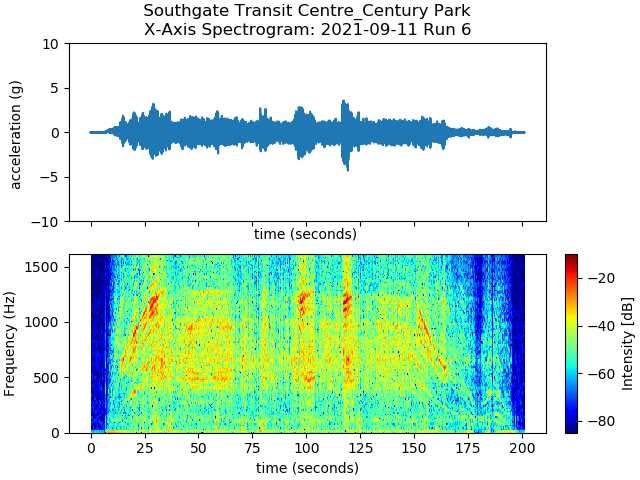 Southgate Transit Centre_Century Park
X-Axis Spectrogram: 2021-09-11 Run 6
10
5
0
−5
−10
acceleration (g)
time (seconds)
1500
1000
500
0
Frequency (Hz)
0 25 50 75 100 125 150 175 200
time (seconds)
−20
−40
−60
−80
Intensity [dB]